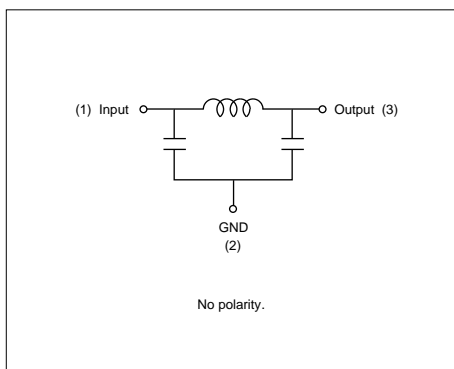 (1) Input
Output (3)
GND
(2)
No polarity.